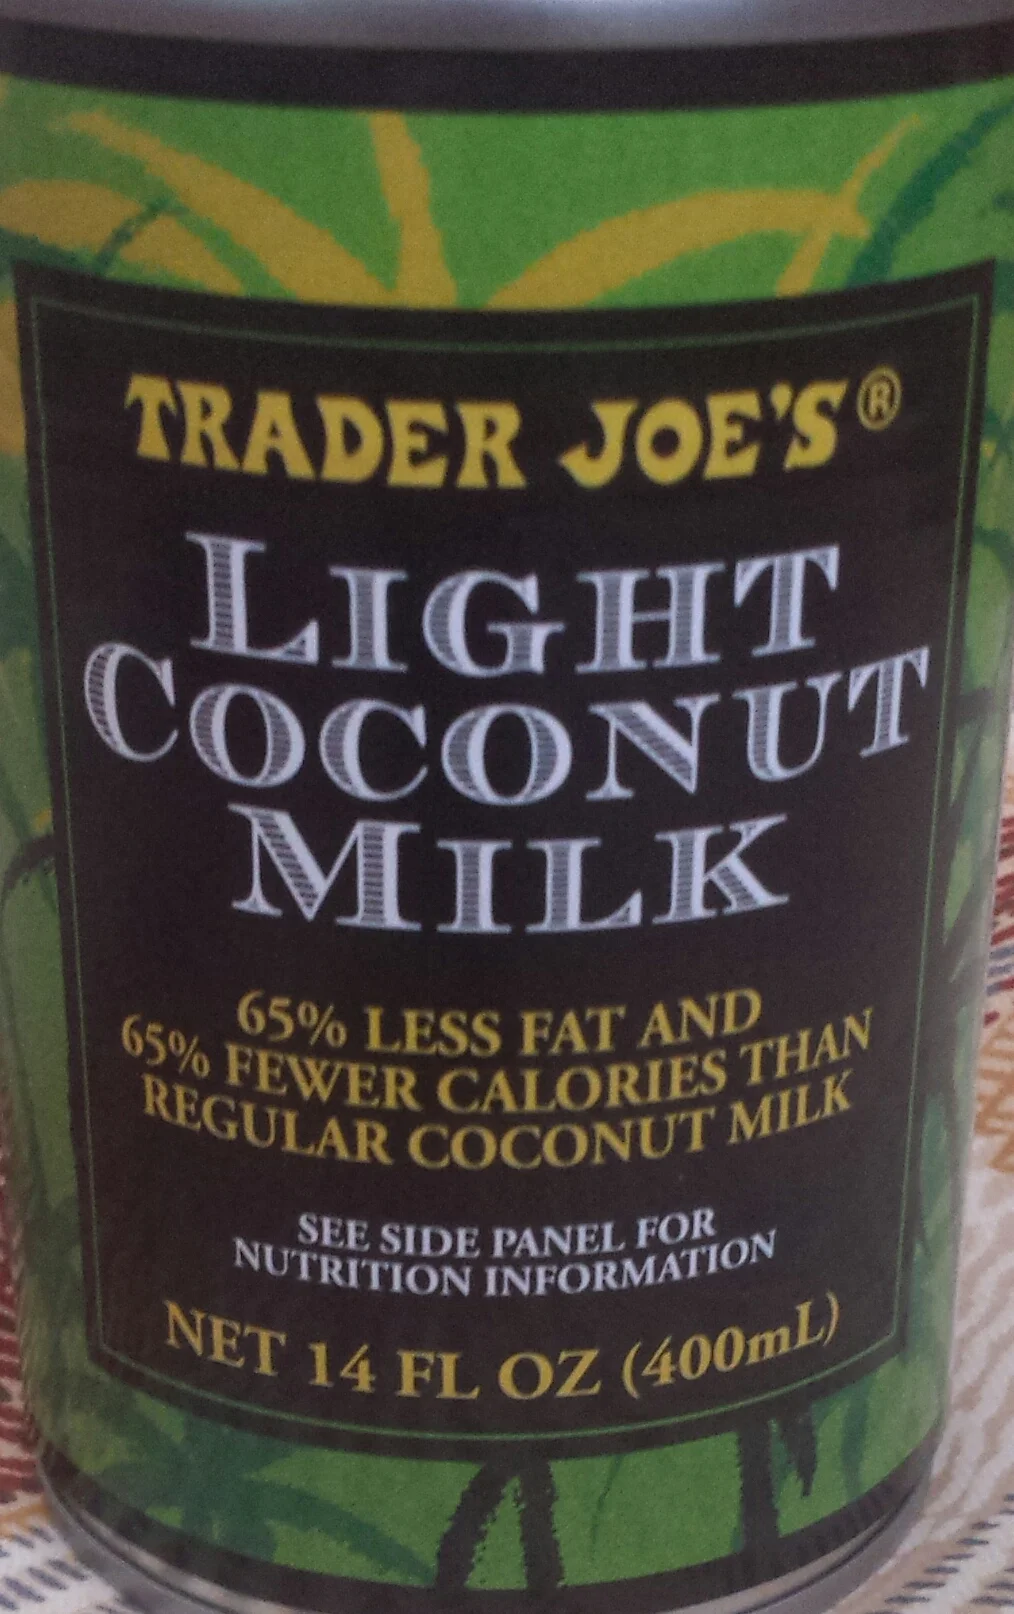 TRADER JOE'S®
LIGHT
COCONUT
MILK
65% LESS FAT AND
65% FEWER CALORIES THAN
REGULAR COCONUT MILK
SEE SIDE PANEL FOR
NUTRITION INFORMATION
NET 14 FL OZ (400mL)